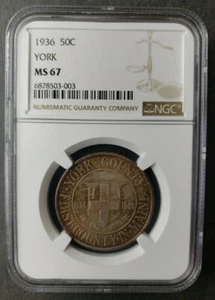 1936 50C
YORK
MS 67
6878503-003
NUMISMATIC GUARANTY COMPANY
NGC
YORK COUNTY